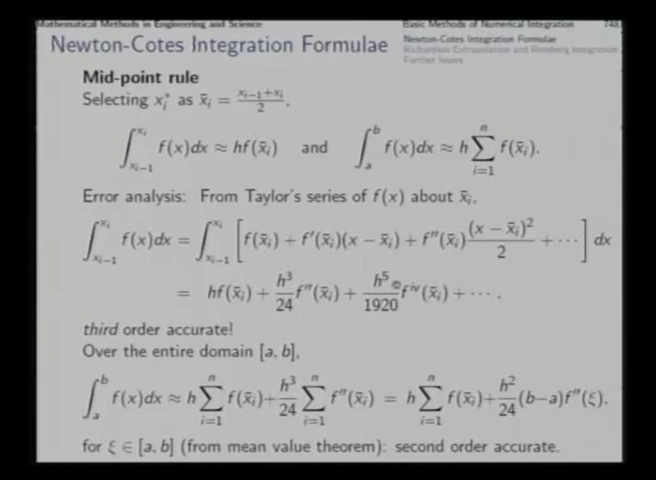 Mathematical Methods in Engineering and Science
Basic Methods of Numerical Integration
748
Newton-Cotes Integration Formulae
Newton-Cotes Integration Formulae
Richardson Extrapolation and Romberg Integration
Further Issues
Mid-point rule
Selecting x_i^* as x̄_i = (x_{i−1}+x_i)/2,
∫_{x_{i−1}}^{x_i} f(x)dx ≈ hf(x̄_i) and ∫_a^b f(x)dx ≈ h ∑_{i=1}^n f(x̄_i).
Error analysis: From Taylor's series of f(x) about x̄_i,
∫_{x_{i−1}}^{x_i} f(x)dx = ∫_{x_{i−1}}^{x_i} [f(x̄_i) + f′(x̄_i)(x − x̄_i) + f″(x̄_i) (x − x̄_i)²/2 + ⋯] dx
= hf(x̄_i) + h³/24 f″(x̄_i) + h⁵/1920 f^{iv}(x̄_i) + ⋯ ,
third order accurate!
Over the entire domain [a, b],
∫_a^b f(x)dx ≈ h ∑_{i=1}^n f(x̄_i) + h³/24 ∑_{i=1}^n f″(x̄_i) = h ∑_{i=1}^n f(x̄_i) + h²/24 (b−a)f″(ξ).
for ξ ∈ [a, b] (from mean value theorem): second order accurate.